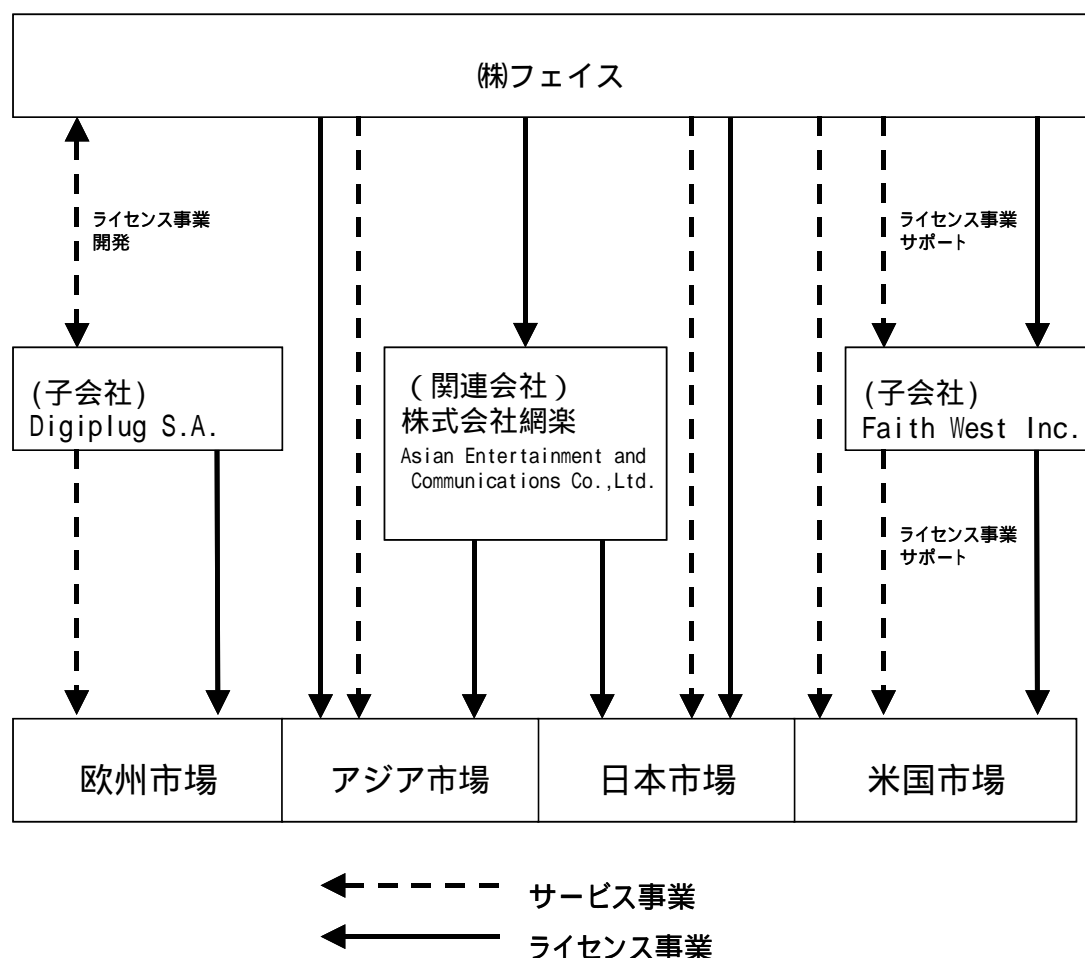 ㈱フェイス
ライセンス事業
開発
ライセンス事業
サポート
(子会社)
Digiplug S.A.
(関連会社)
株式会社網楽
Asian Entertainment and
Communications Co.,Ltd.
(子会社)
Faith West Inc.
ライセンス事業
サポート
欧州市場
アジア市場
日本市場
米国市場
サービス事業
ライセンス事業